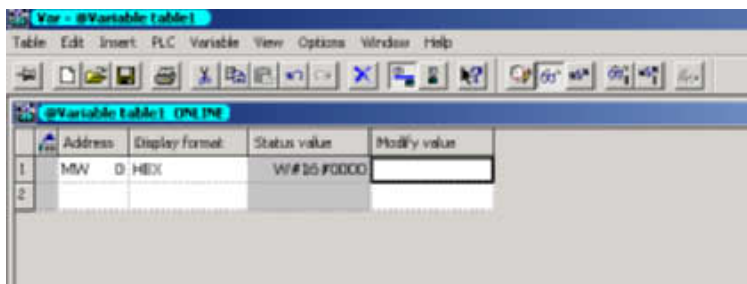 Var - @Variable table1
Table Edit Insert PLC Variable View Options Window Help
@Variable table1 ONLINE
Address Display format Status value Modify value
1 MW 0 HEX W#16#0000
2